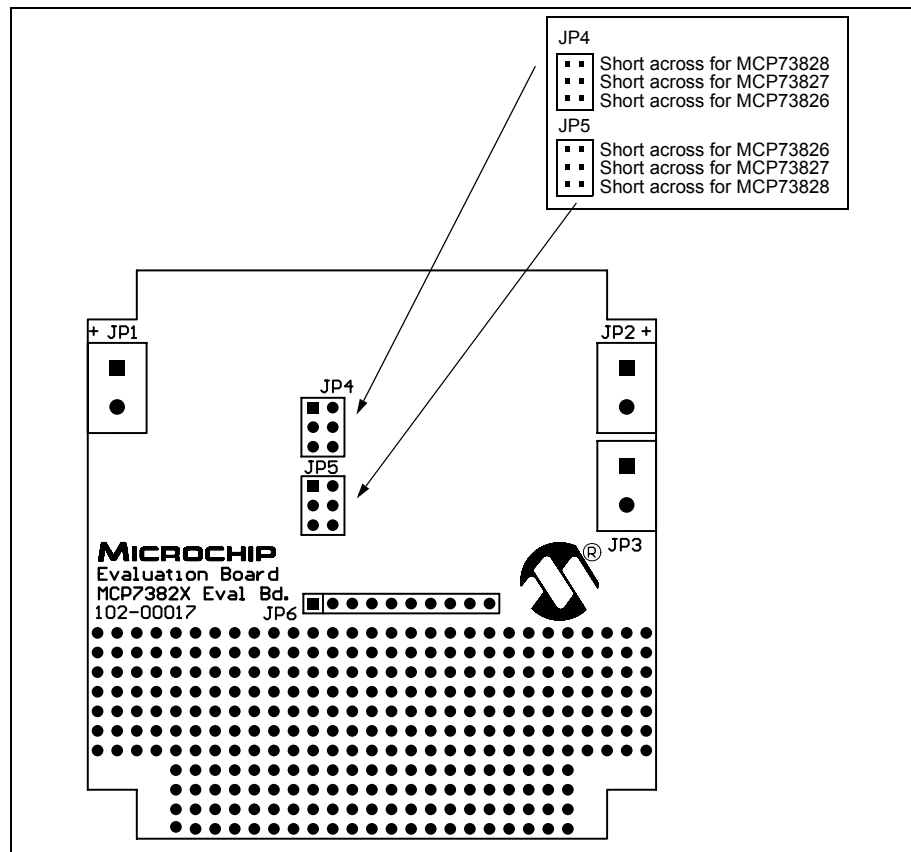 JP4
Short across for MCP73828
Short across for MCP73827
Short across for MCP73826
JP5
Short across for MCP73826
Short across for MCP73827
Short across for MCP73828
+ JP1
JP2 +
JP4
JP5
JP3
MICROCHIP
®
Evaluation Board
MCP7382X Eval Bd.
102-00017
JP6